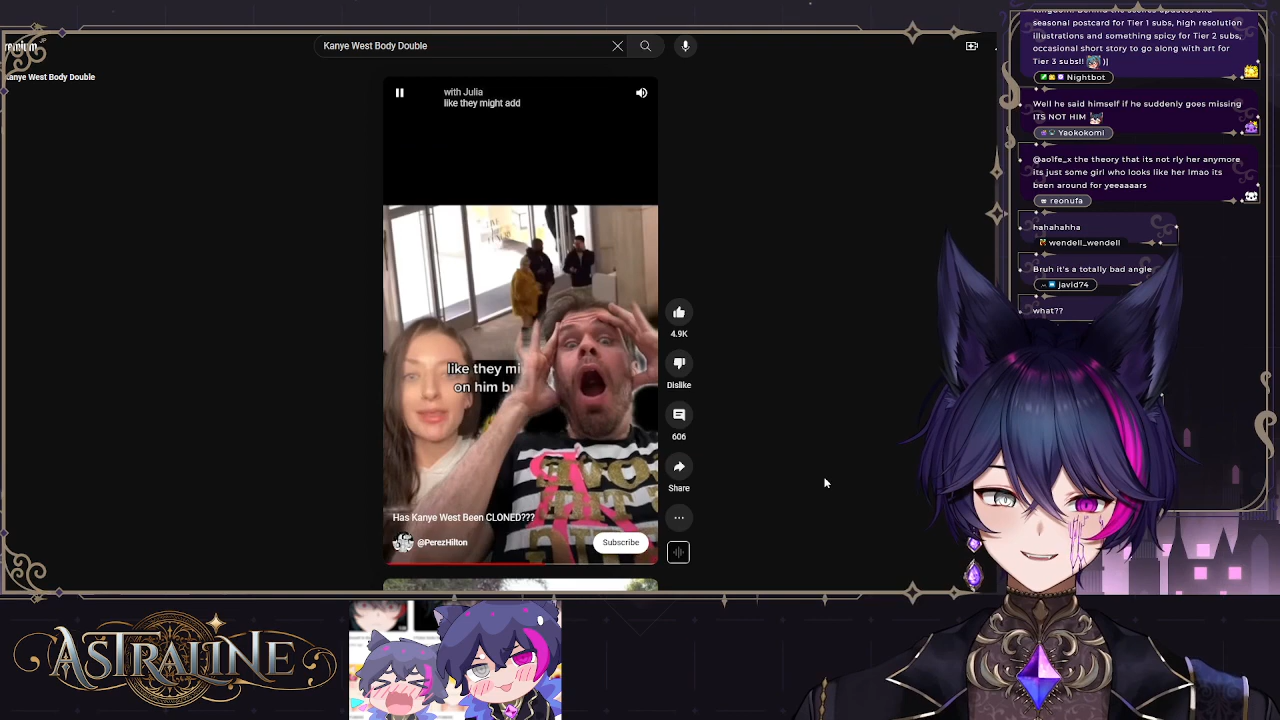 Kanye West Body Double
Kanye West Body Double
with Julia
like they might add
like they mi
on him bu
4.9K
Dislike
606
Share
Has Kanye West Been CLONED???
@PerezHilton
Subscribe
seasonal postcard for Tier 1 subs, high resolution
illustrations and something spicy for Tier 2 subs,
occasional short story to go along with art for
Tier 3 subs!! )|
Nightbot
Well he said himself if he suddenly goes missing
ITS NOT HIM
Yaokokomi
@ao1fe_x the theory that its not rly her anymore
its just some girl who looks like her lmao its
been around for yeeaaars
reonufa
hahahahha
wendell_wendell
Bruh it's a totally bad angle
javid74
what??
ASTRALINE